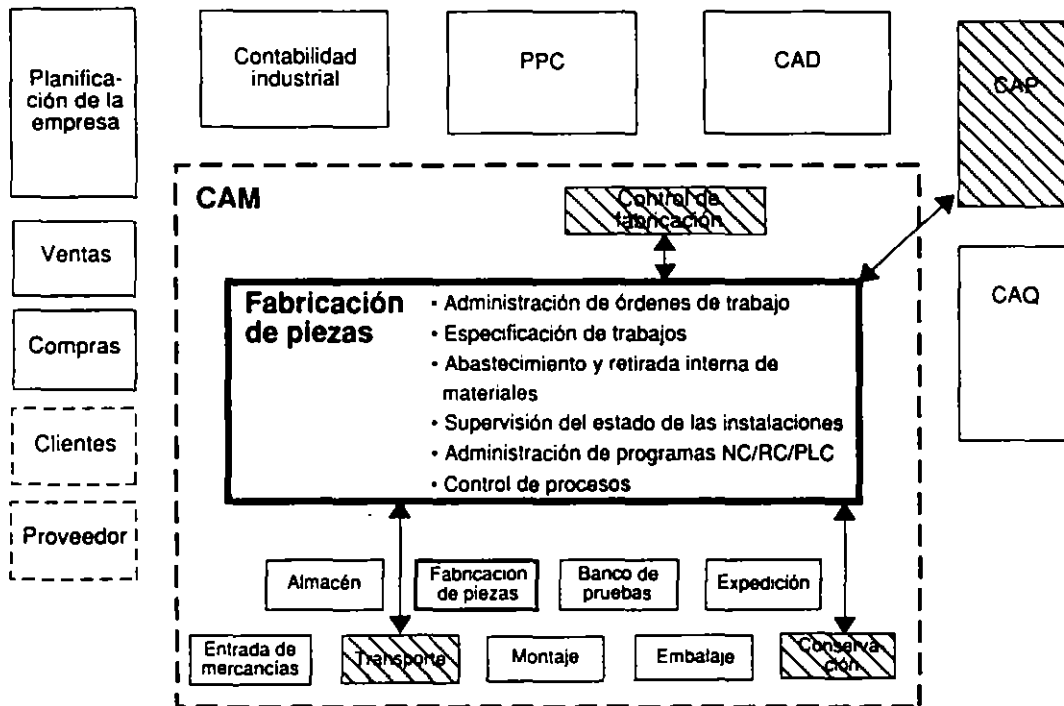 Planifica-
ción de la
empresa
Contabilidad
industrial
PPC
CAD
CAP
Ventas
Compras
Clientes
Proveedor
CAQ
CAM
Control de
fabricación
Fabricación
de piezas
• Administración de órdenes de trabajo
• Especificación de trabajos
• Abastecimiento y retirada interna de
materiales
• Supervisión del estado de las instalaciones
• Administración de programas NC/RC/PLC
• Control de procesos
Almacén
Fabricación
de piezas
Banco de
pruebas
Expedición
Entrada de
mercancías
Transporte
Montaje
Embalaje
Conserva-
ción